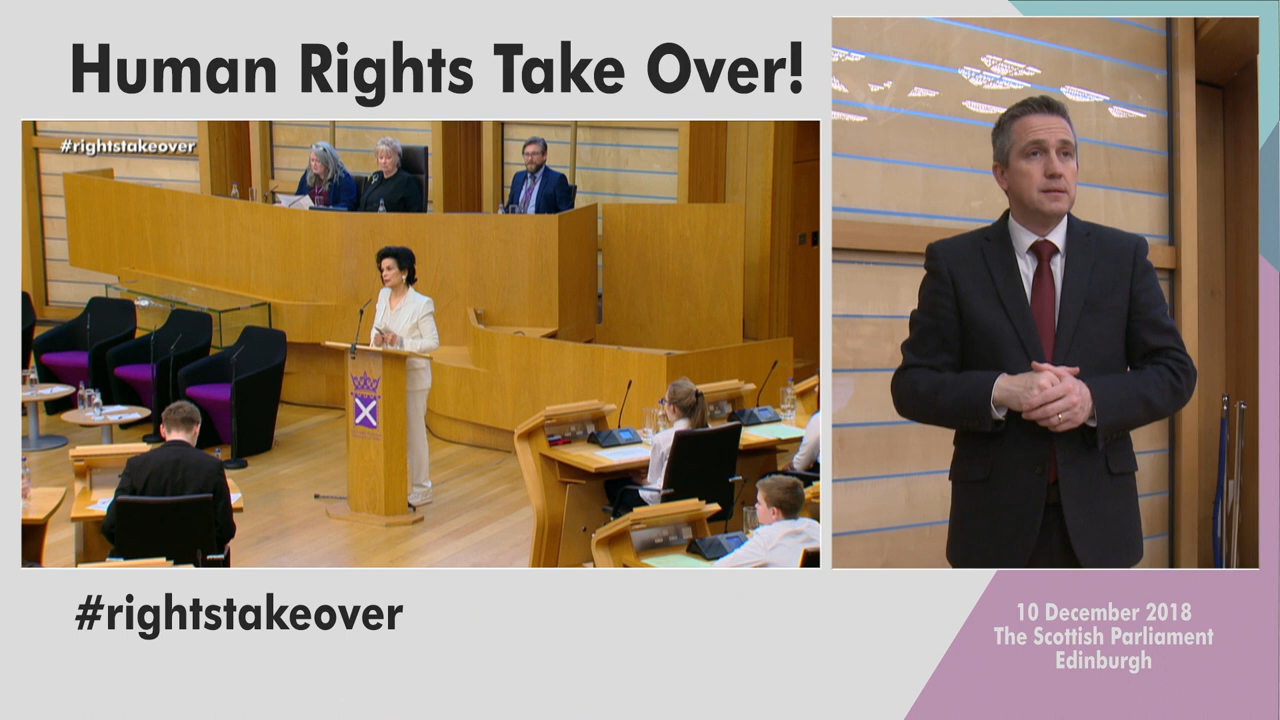 Human Rights Take Over!
#rightstakeover
#rightstakeover
10 December 2018
The Scottish Parliament
Edinburgh